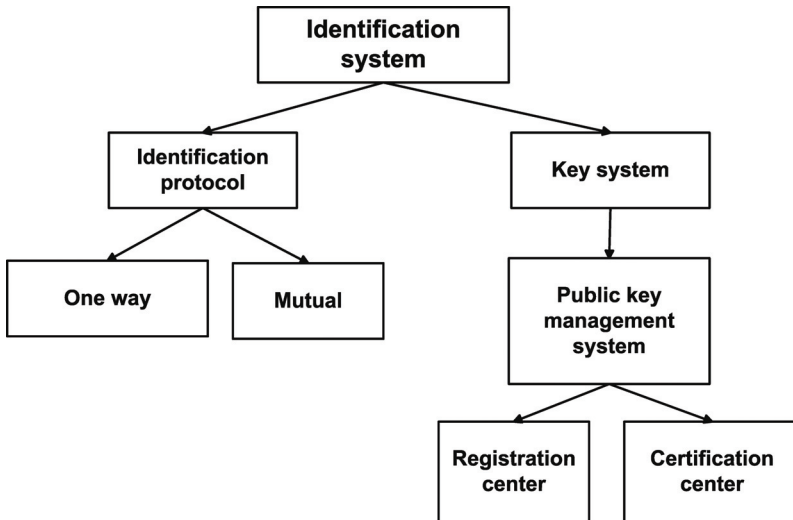 Identification
system
Identification
protocol
Key system
One way
Mutual
Public key
management
system
Registration
center
Certification
center